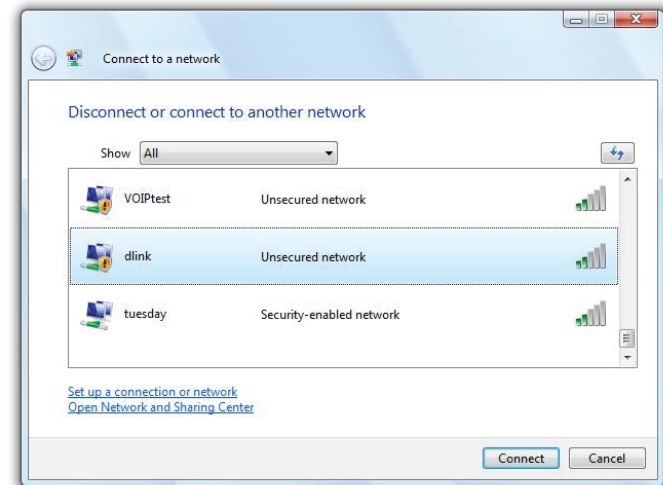 Connect to a network
Disconnect or connect to another network
Show All
VOIPtest Unsecured network
dlink Unsecured network
tuesday Security-enabled network
Set up a connection or network
Open Network and Sharing Center
Connect Cancel